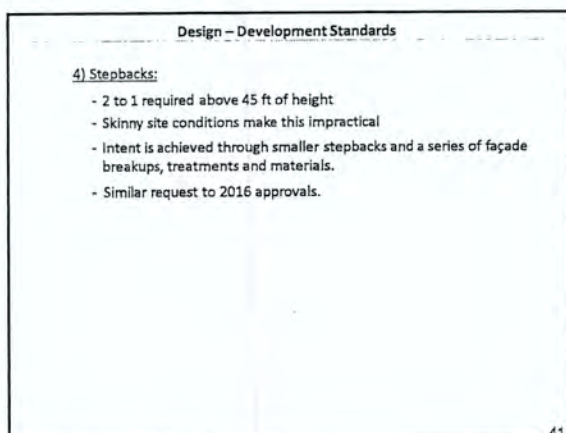 Design – Development Standards
4) Stepbacks:
- 2 to 1 required above 45 ft of height
- Skinny site conditions make this impractical
- Intent is achieved through smaller stepbacks and a series of façade
breakups, treatments and materials.
- Similar request to 2016 approvals.
41